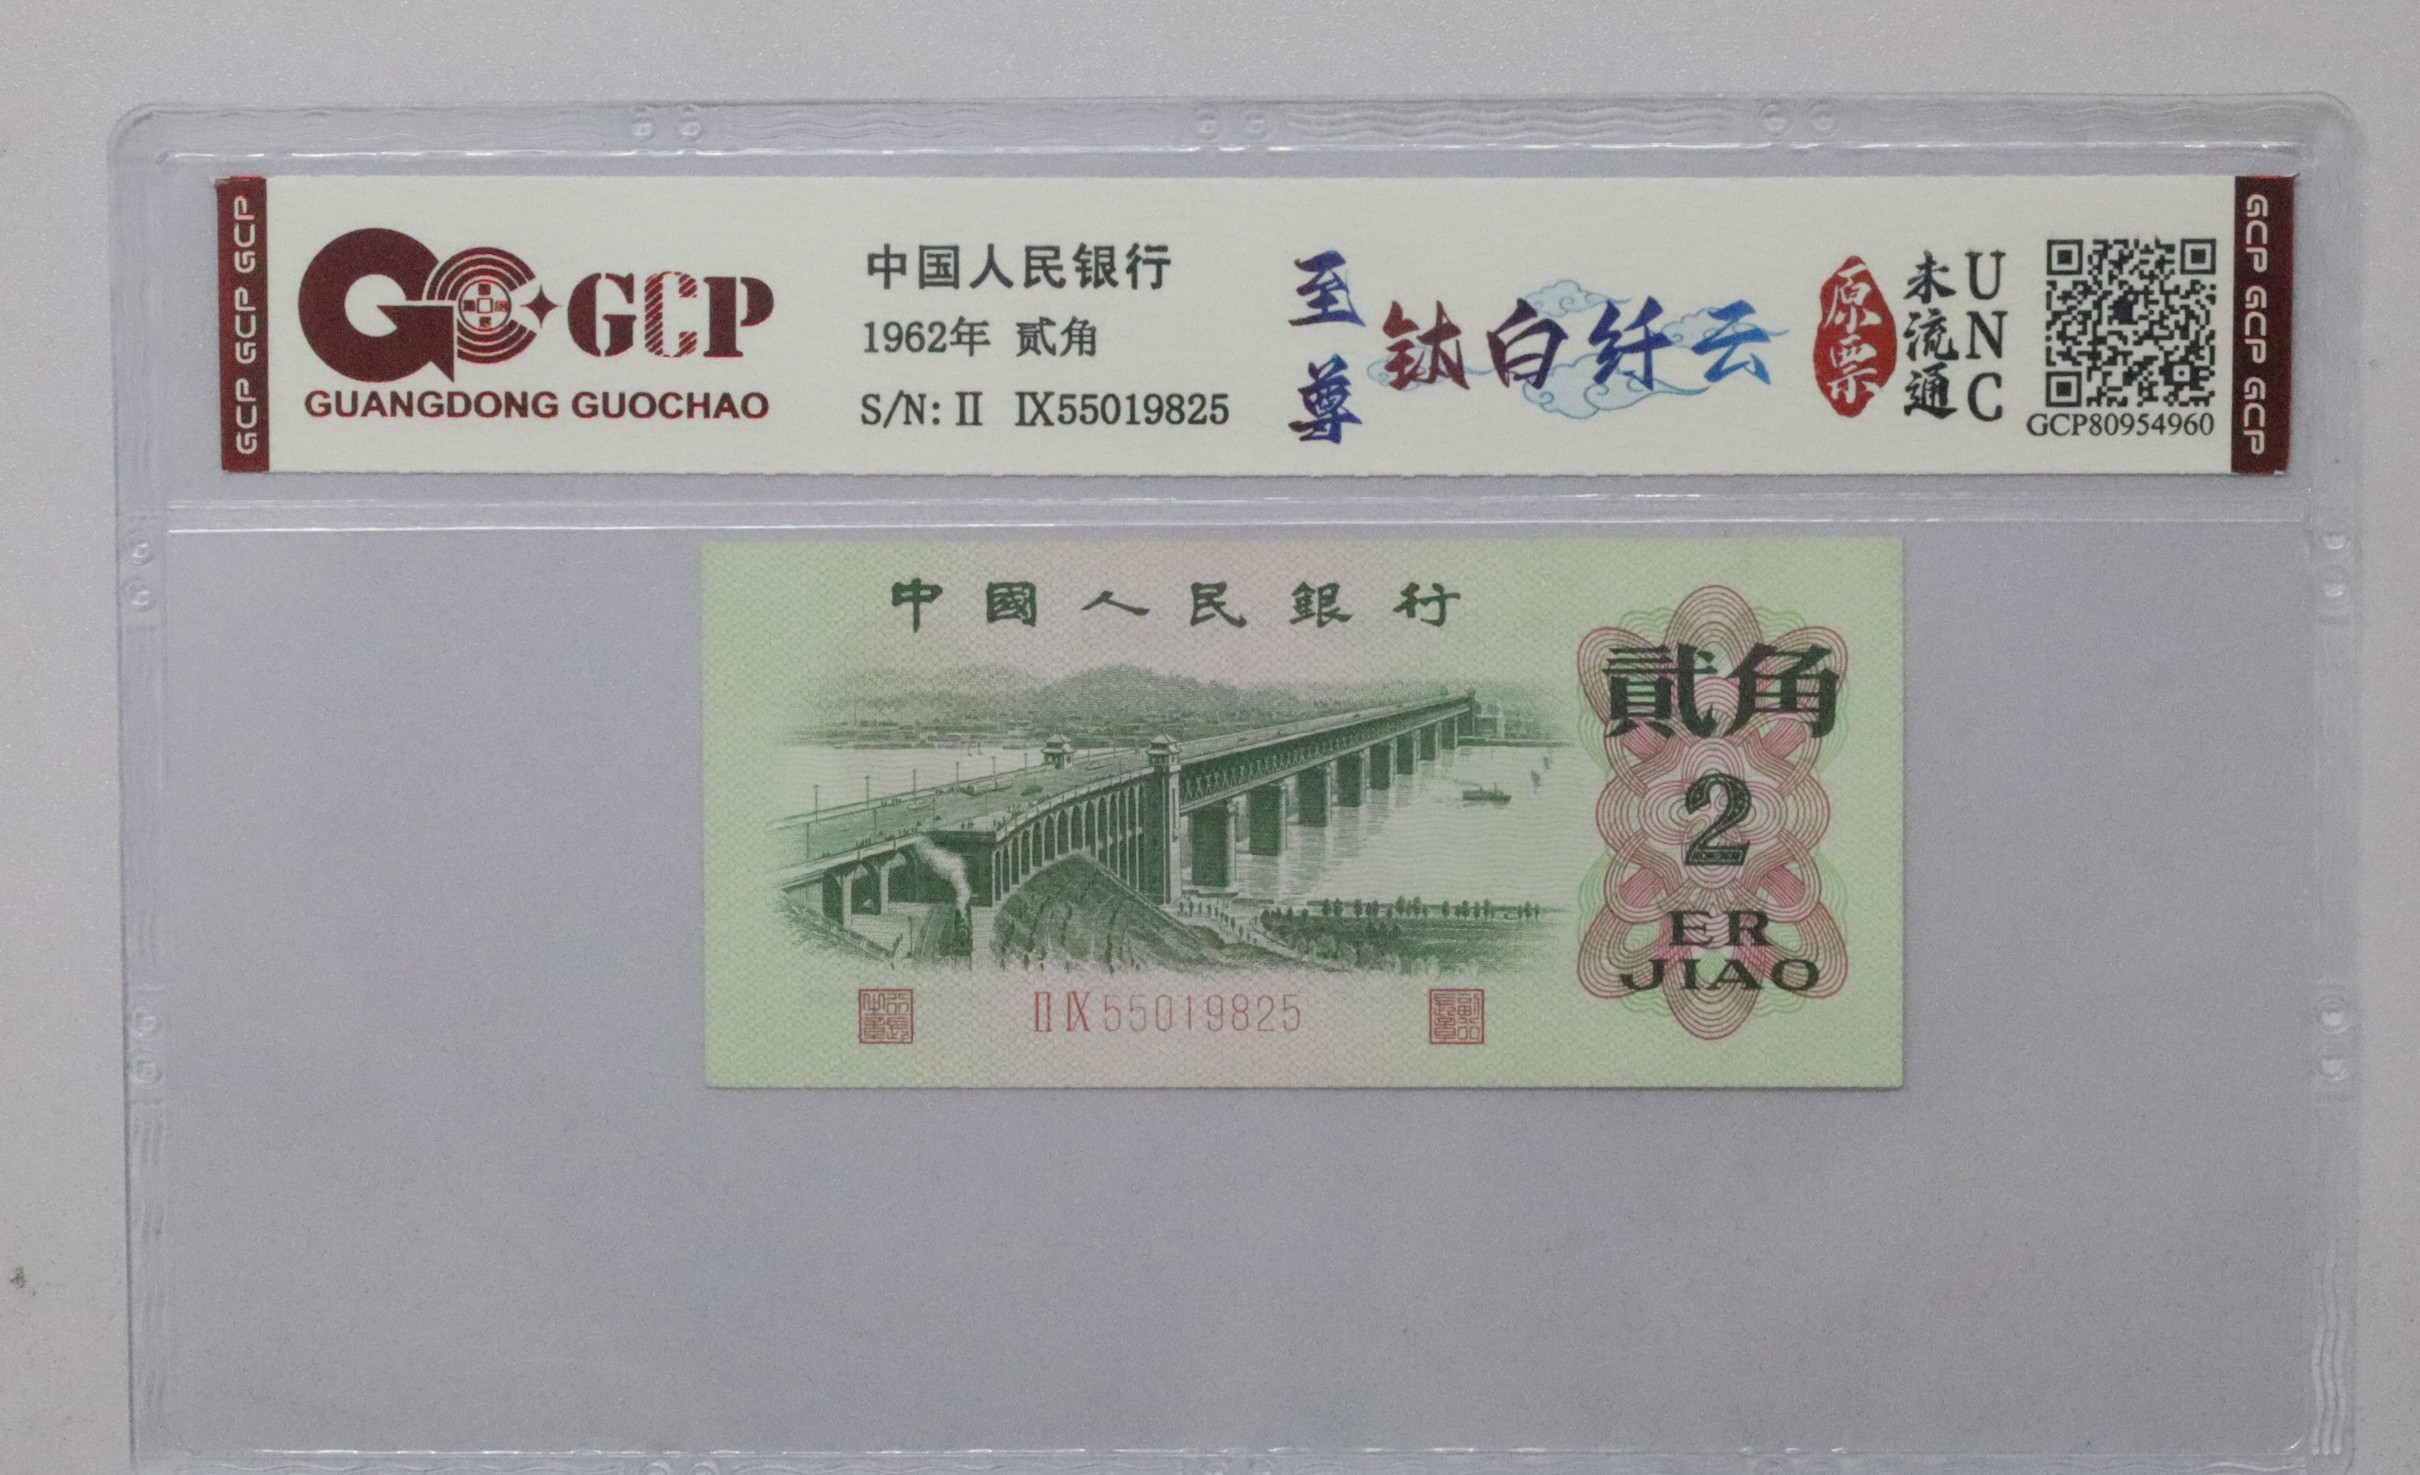 GCP GCP GCP
GCP
GUANGDONG GUOCHAO
中国人民银行
1962年 贰角
S/N: II IX55019825
至尊
钛白纤云
原票
未流通
UNC
GCP80954960
GCP GCP GCP
中國人民銀行
貳角
2
ER
JIAO
II IX 55019825